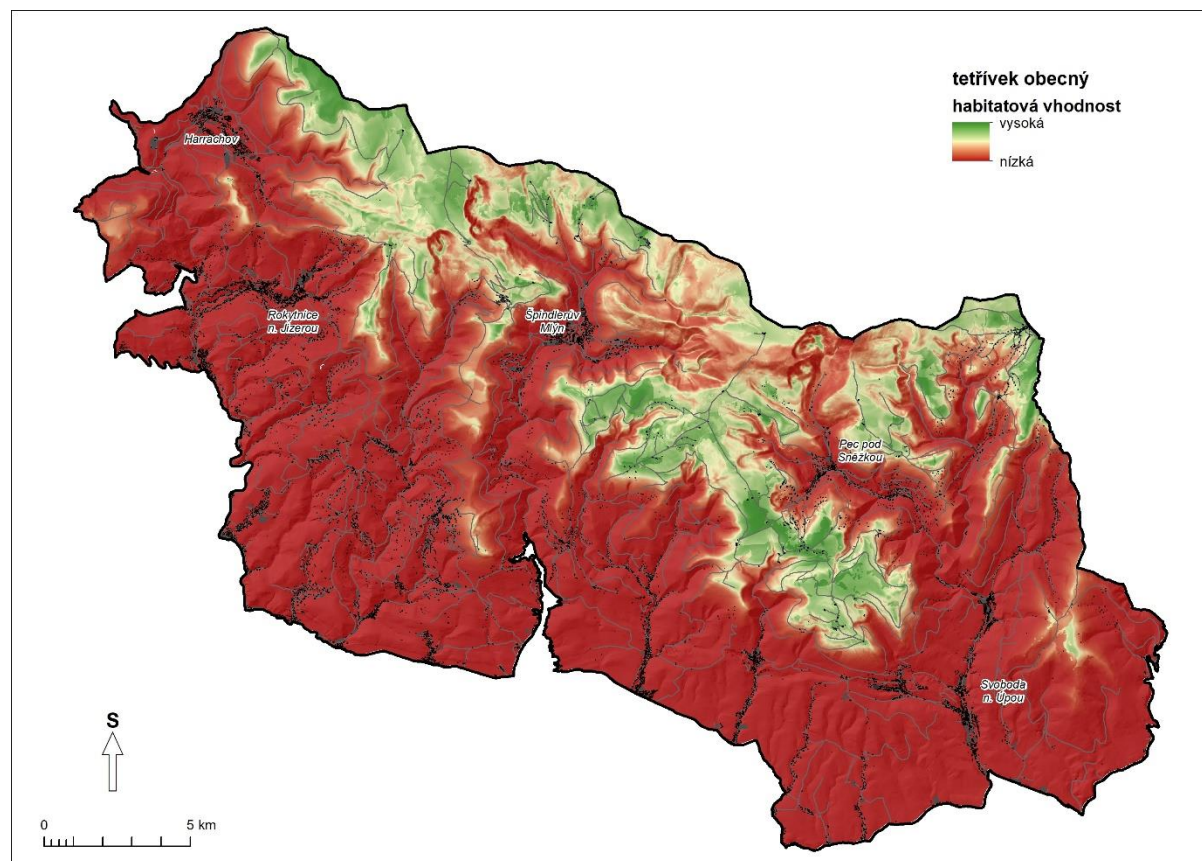 tetřívek obecný
habitatová vhodnost
vysoká
nízká
Harrachov
Rokytnice
n. Jizerou
Špindlerův
Mlýn
Pec pod
Sněžkou
Svoboda
n. Úpou
S
0 5 km